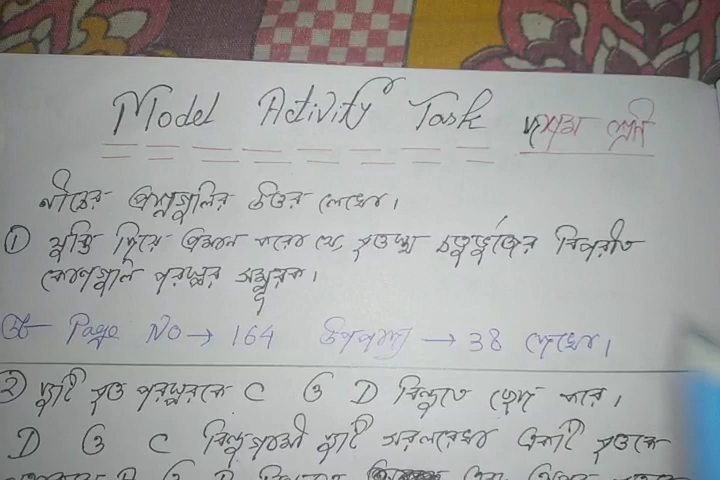 Model Activity Task দশম শ্রেণী
নীচের প্রশ্নগুলির উত্তর লেখো।
① যুক্তি দিয়ে প্রমান করো যে, বৃত্তস্থ চতুর্ভুজের বিপরীত
কোণগুলি পরস্পর সম্পূরক।
Page No → 164 উপপাদ্য → 38 দেখো।
② দুটি বৃত্ত পরস্পরকে C ও D বিন্দুতে ছেদ করে।
D ও C বিন্দুগামী দুটি সরলরেখা একটি বৃত্তকে